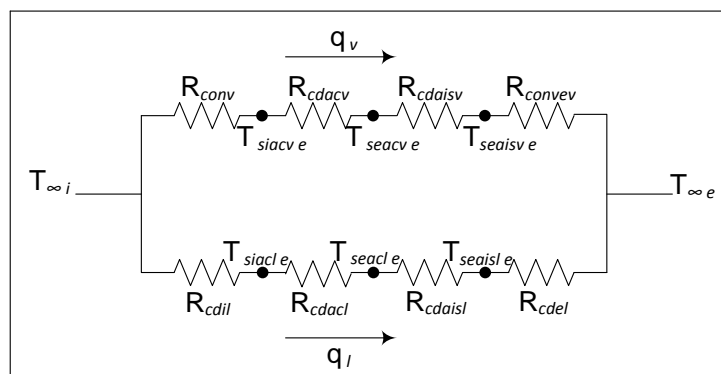 q v
R conv R cdacv R cdaisv R convev
T siacv e T seacv e T seaisv e
T ∞ i T ∞ e
T siacl e T seacl e T seaisl e
R cdil R cdacl R cdaisl R cdel
q l